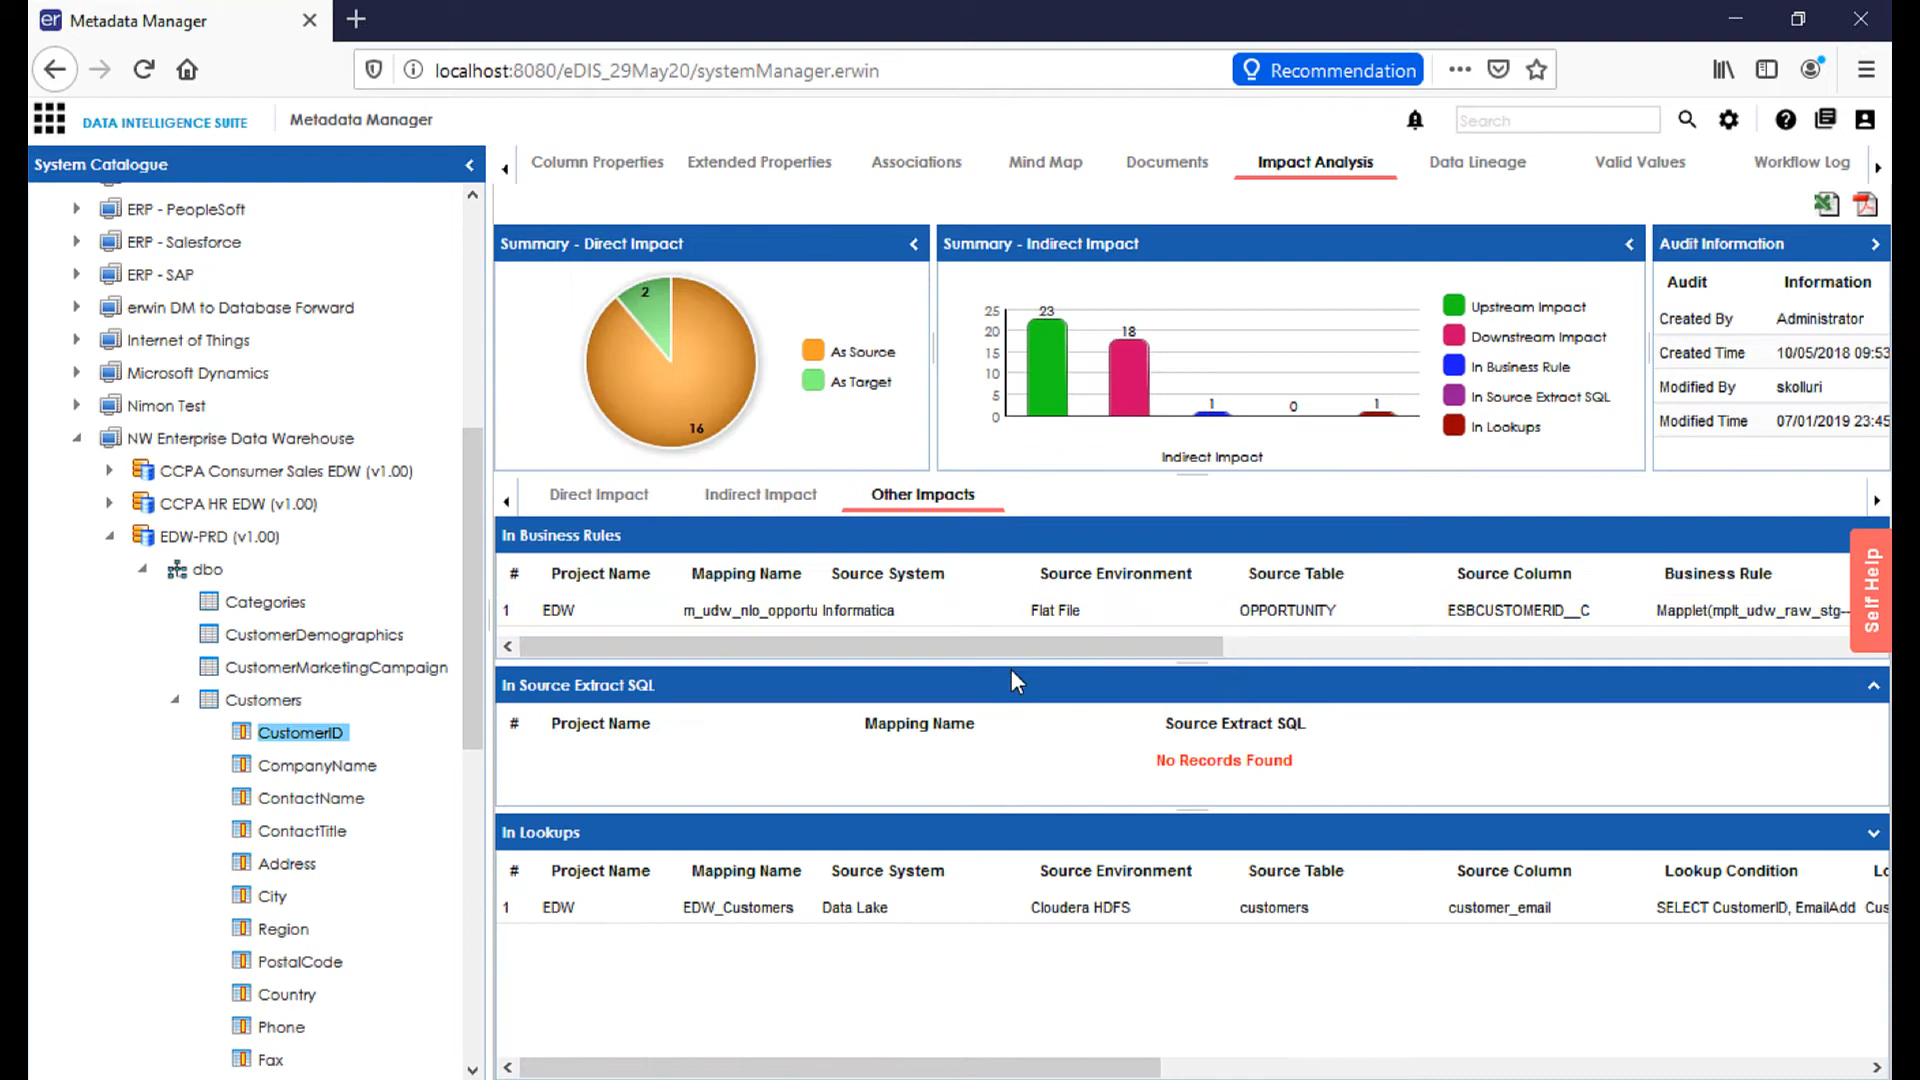 er Metadata Manager
localhost:8080/eDIS_29May20/systemManager.erwin
Recommendation
DATA INTELLIGENCE SUITE
Metadata Manager
Search
System Catalogue
Column Properties
Extended Properties
Associations
Mind Map
Documents
Impact Analysis
Data Lineage
Valid Values
Workflow Log
ERP - PeopleSoft
ERP - Salesforce
ERP - SAP
erwin DM to Database Forward
Internet of Things
Microsoft Dynamics
Nimon Test
NW Enterprise Data Warehouse
CCPA Consumer Sales EDW (v1.00)
CCPA HR EDW (v1.00)
EDW-PRD (v1.00)
dbo
Categories
CustomerDemographics
CustomerMarketingCampaign
Customers
CustomerID
CompanyName
ContactName
ContactTitle
Address
City
Region
PostalCode
Country
Phone
Fax
Summary - Direct Impact
2
16
As Source
As Target
Summary - Indirect Impact
25
20
15
10
5
0
23
18
1
0
1
Indirect Impact
Upstream Impact
Downstream Impact
In Business Rule
In Source Extract SQL
In Lookups
Audit Information
Audit Information
Created By Administrator
Created Time 10/05/2018 09:53
Modified By skolluri
Modified Time 07/01/2019 23:45
Direct Impact
Indirect Impact
Other Impacts
In Business Rules
# Project Name Mapping Name Source System Source Environment Source Table Source Column Business Rule
1 EDW m_udw_nlo_opportu Informatica Flat File OPPORTUNITY ESBCUSTOMERID__C Mapplet(mplt_udw_raw_stg--
Self Help
In Source Extract SQL
# Project Name Mapping Name Source Extract SQL
No Records Found
In Lookups
# Project Name Mapping Name Source System Source Environment Source Table Source Column Lookup Condition Lo
1 EDW EDW_Customers Data Lake Cloudera HDFS customers customer_email SELECT CustomerID, EmailAdd Cus